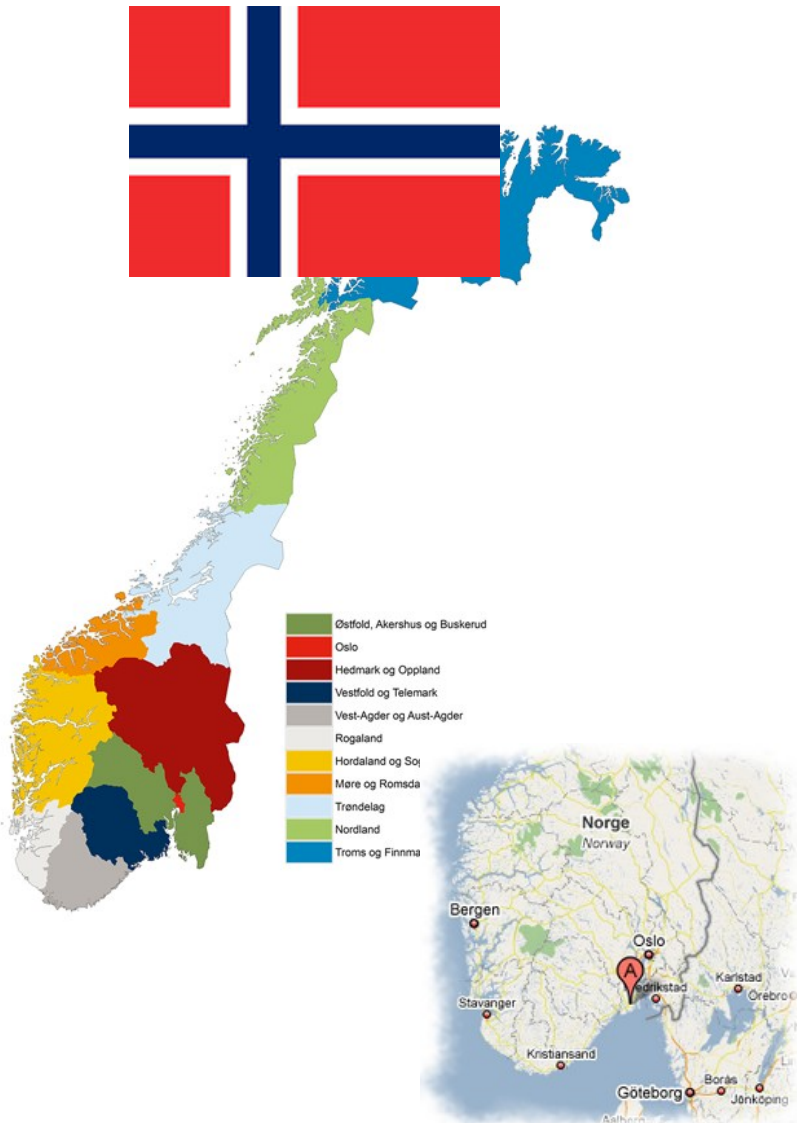 Østfold, Akershus og Buskerud
Oslo
Hedmark og Oppland
Vestfold og Telemark
Vest-Agder og Aust-Agder
Rogaland
Hordaland og
Møre og
Trøndelag
Nordland
Troms og
Norge
Norway
Bergen
Oslo
A
Karlstad
Örebro
Stavanger
Kristiansand
Göteborg
Borås
Jönköping